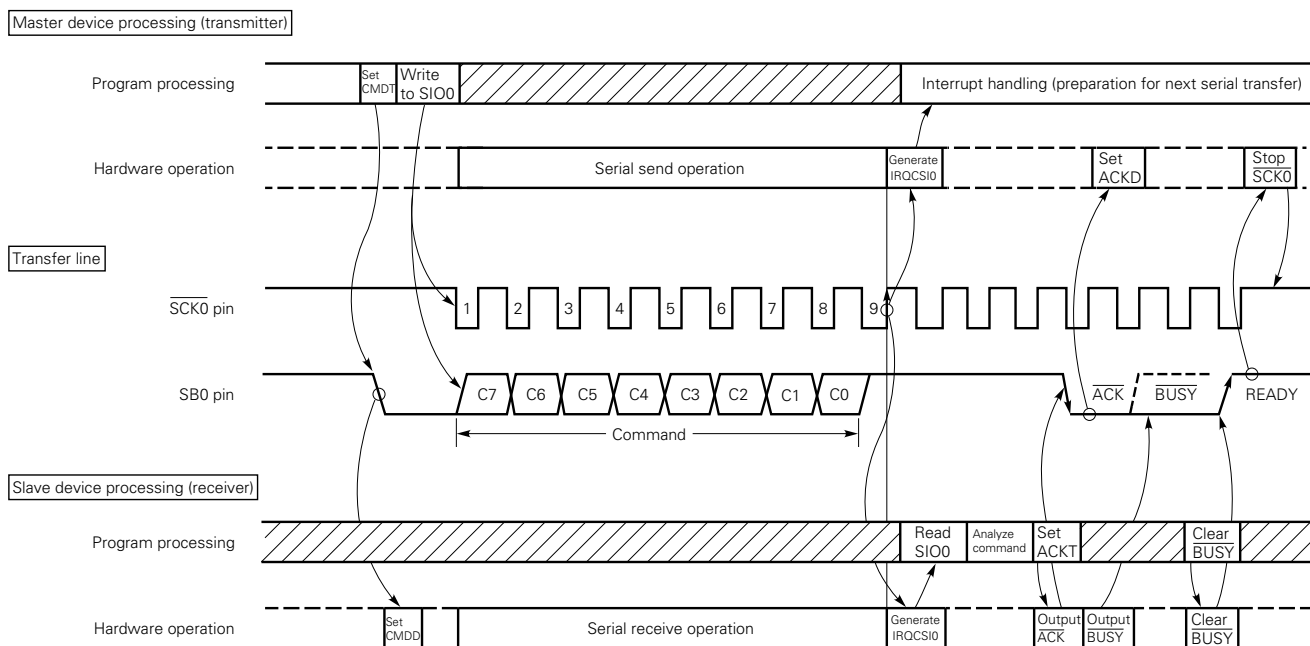 Master device processing (transmitter)
Program processing
Set
CMDT
Write
to SIO0
Interrupt handling (preparation for next serial transfer)
Hardware operation
Serial send operation
Generate
IRQCSI0
Set
ACKD
Stop
SCK0
Transfer line
SCK0 pin
1 2 3 4 5 6 7 8 9
SB0 pin
C7 C6 C5 C4 C3 C2 C1 C0
ACK BUSY READY
Command
Slave device processing (receiver)
Program processing
Read
SIO0
Analyze
command
Set
ACKT
Clear
BUSY
Hardware operation
Set
CMDD
Serial receive operation
Generate
IRQCSI0
Output
ACK
Output
BUSY
Clear
BUSY